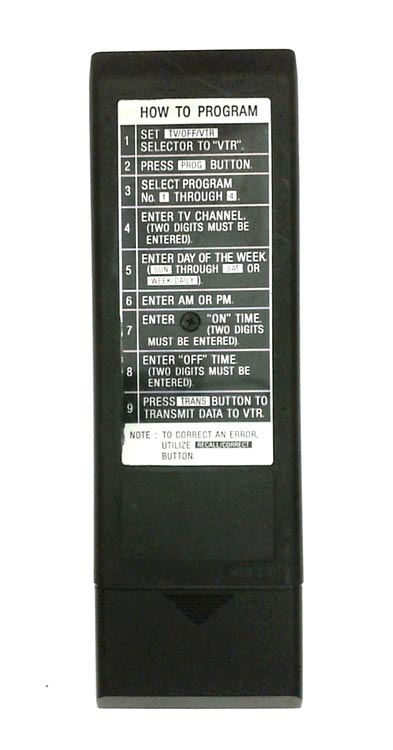 HOW TO PROGRAM
1 SET TV/OFF/VTR
SELECTOR TO "VTR".
2 PRESS PROG BUTTON.
3 SELECT PROGRAM
No. 1 THROUGH 4.
4 ENTER TV CHANNEL.
(TWO DIGITS MUST BE
ENTERED).
5 ENTER DAY OF THE WEEK.
(SUN THROUGH SAT OR
WEEK/DAILY).
6 ENTER AM OR PM.
7 ENTER "ON" TIME.
(TWO DIGITS
MUST BE ENTERED).
8 ENTER "OFF" TIME
(TWO DIGITS MUST BE
ENTERED).
9 PRESS TRANS BUTTON TO
TRANSMIT DATA TO VTR.
NOTE : TO CORRECT AN ERROR,
UTILIZE RECALL/CORRECT
BUTTON